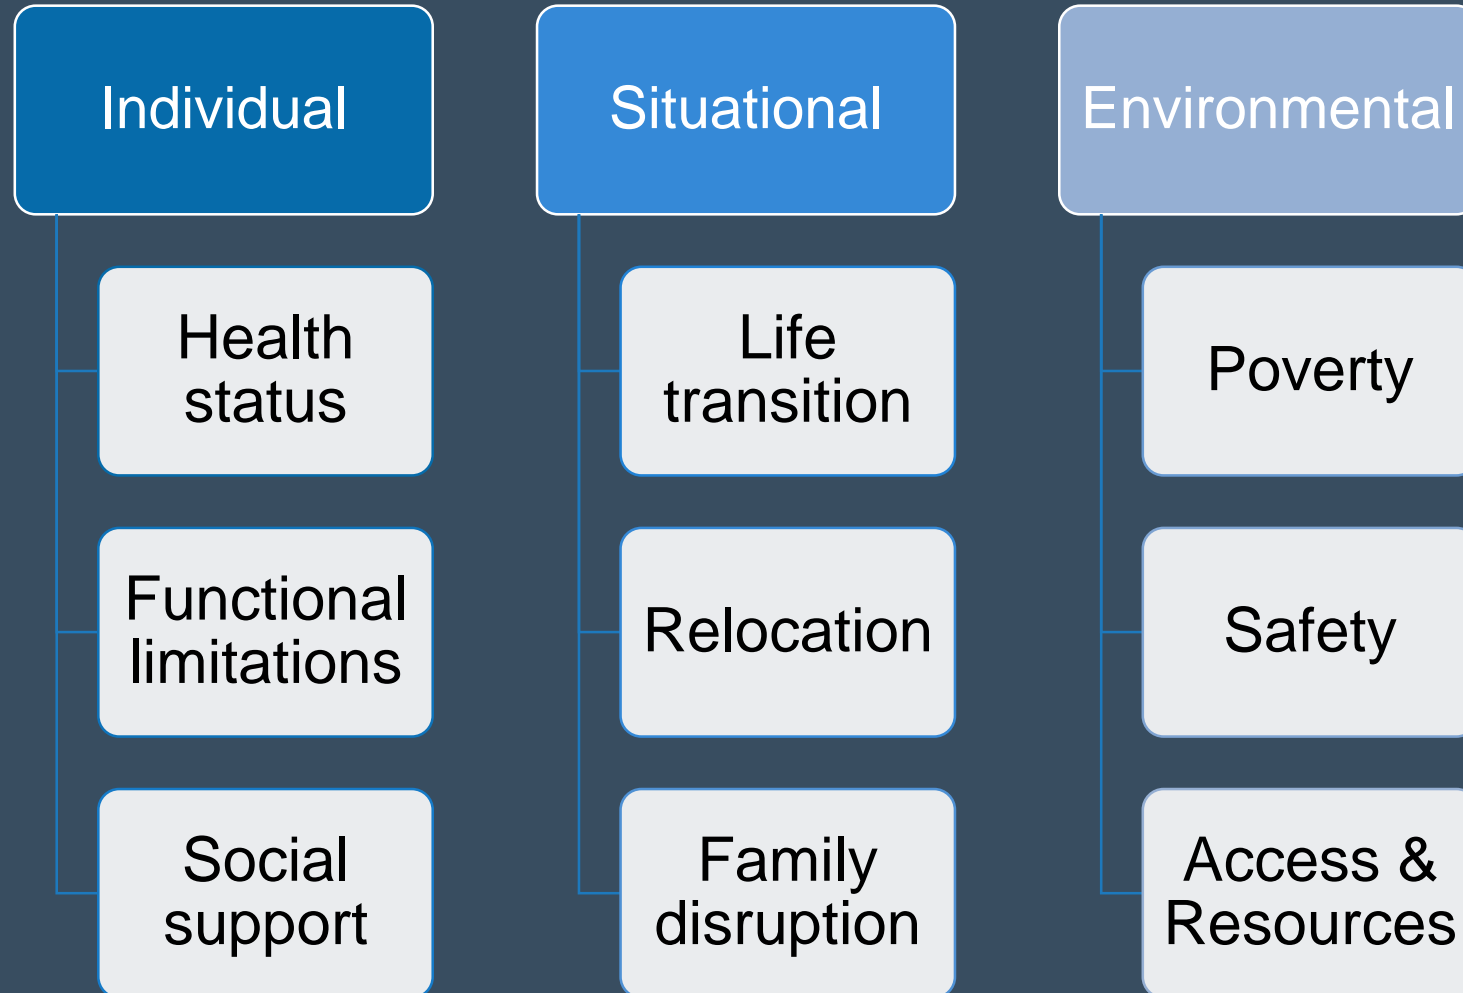 Individual
Health
status
Functional
limitations
Social
support
Situational
Life
transition
Relocation
Family
disruption
Environmental
Poverty
Safety
Access &
Resources